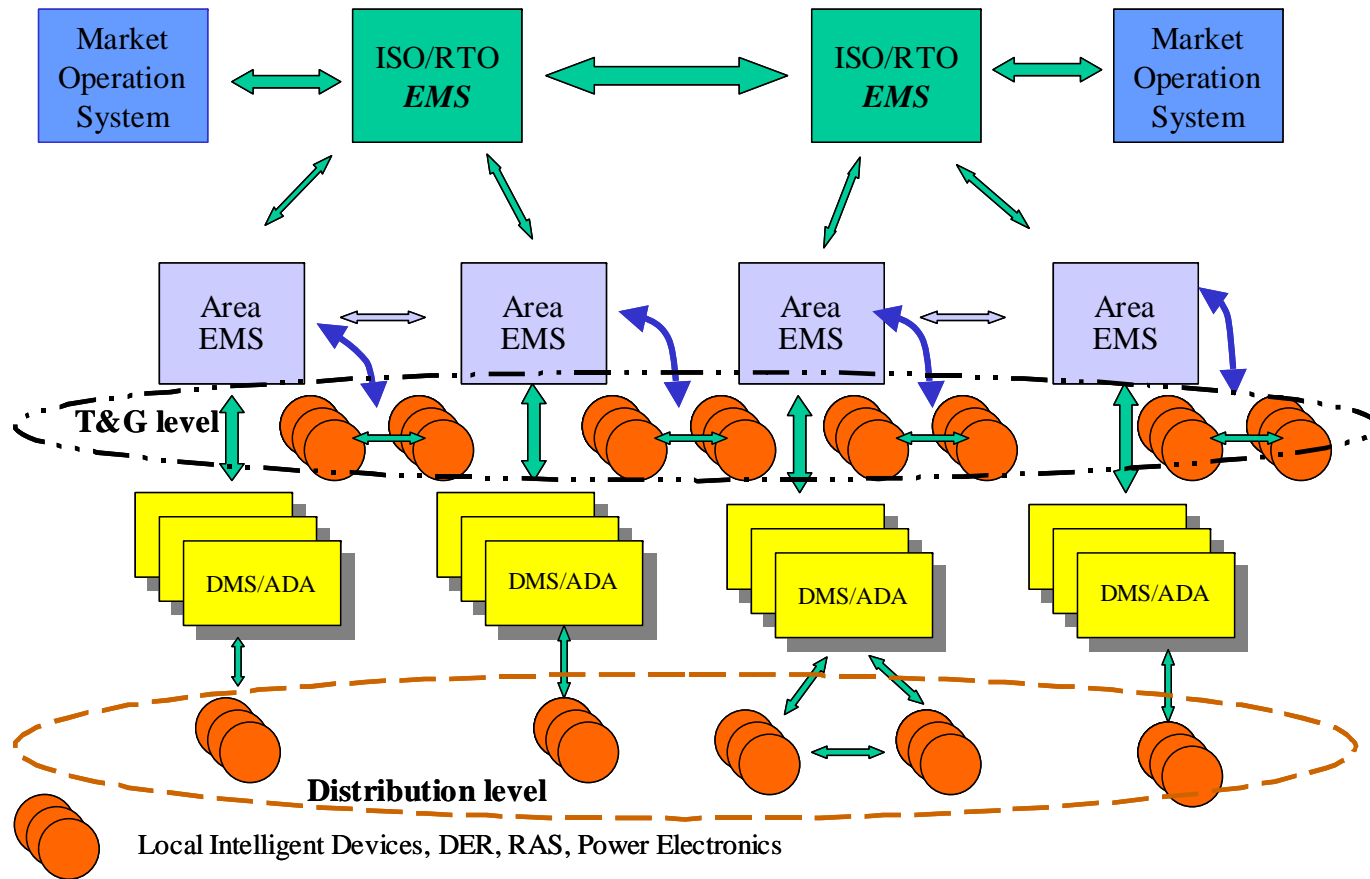 Market
Operation
System
ISO/RTO
EMS
ISO/RTO
EMS
Market
Operation
System
Area
EMS
Area
EMS
Area
EMS
Area
EMS
T&G level
DMS/ADA
DMS/ADA
DMS/ADA
DMS/ADA
Distribution level
Local Intelligent Devices, DER, RAS, Power Electronics